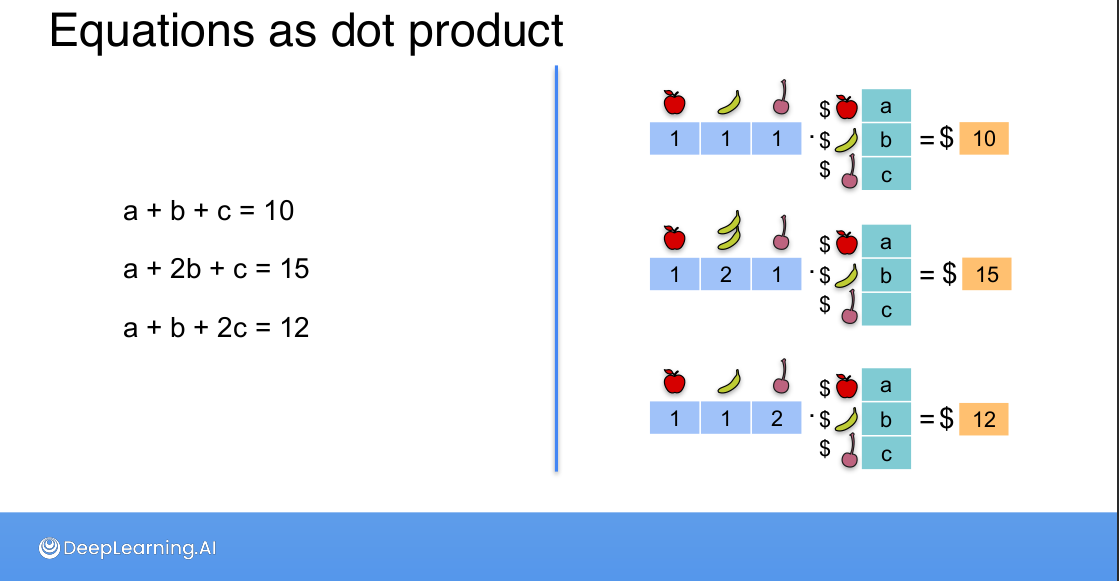 Equations as dot product
a + b + c = 10
a + 2b + c = 15
a + b + 2c = 12
$ a
1 1 1 · $ b = $ 10
$ c
$ a
1 2 1 · $ b = $ 15
$ c
$ a
1 1 2 · $ b = $ 12
$ c
DeepLearning.AI